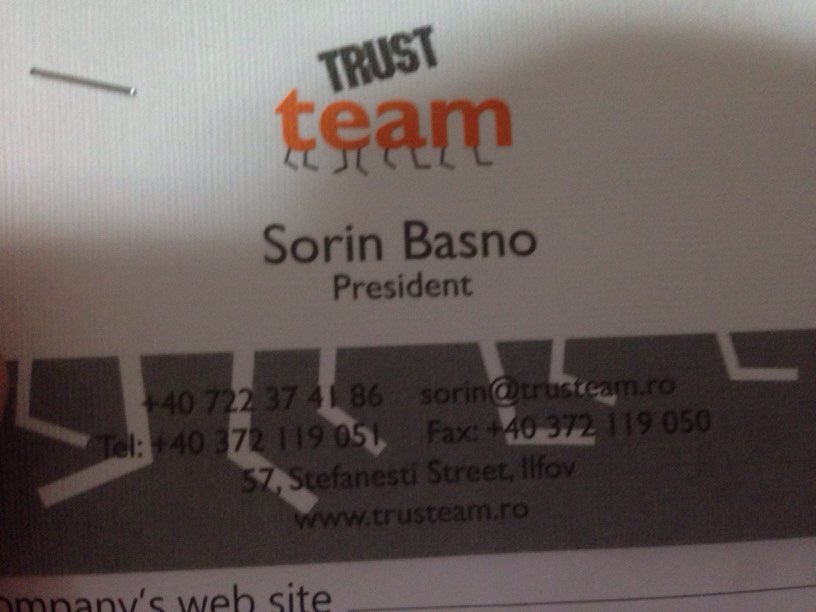 TRUST
team
Sorin Basno
President
+40 722 37 41 86 sorin@trusteam.ro
Tel: +40 372 119 051 Fax: +40 372 119 050
57, Stefanesti Street, Ilfov
www.trusteam.ro
ompany's web site